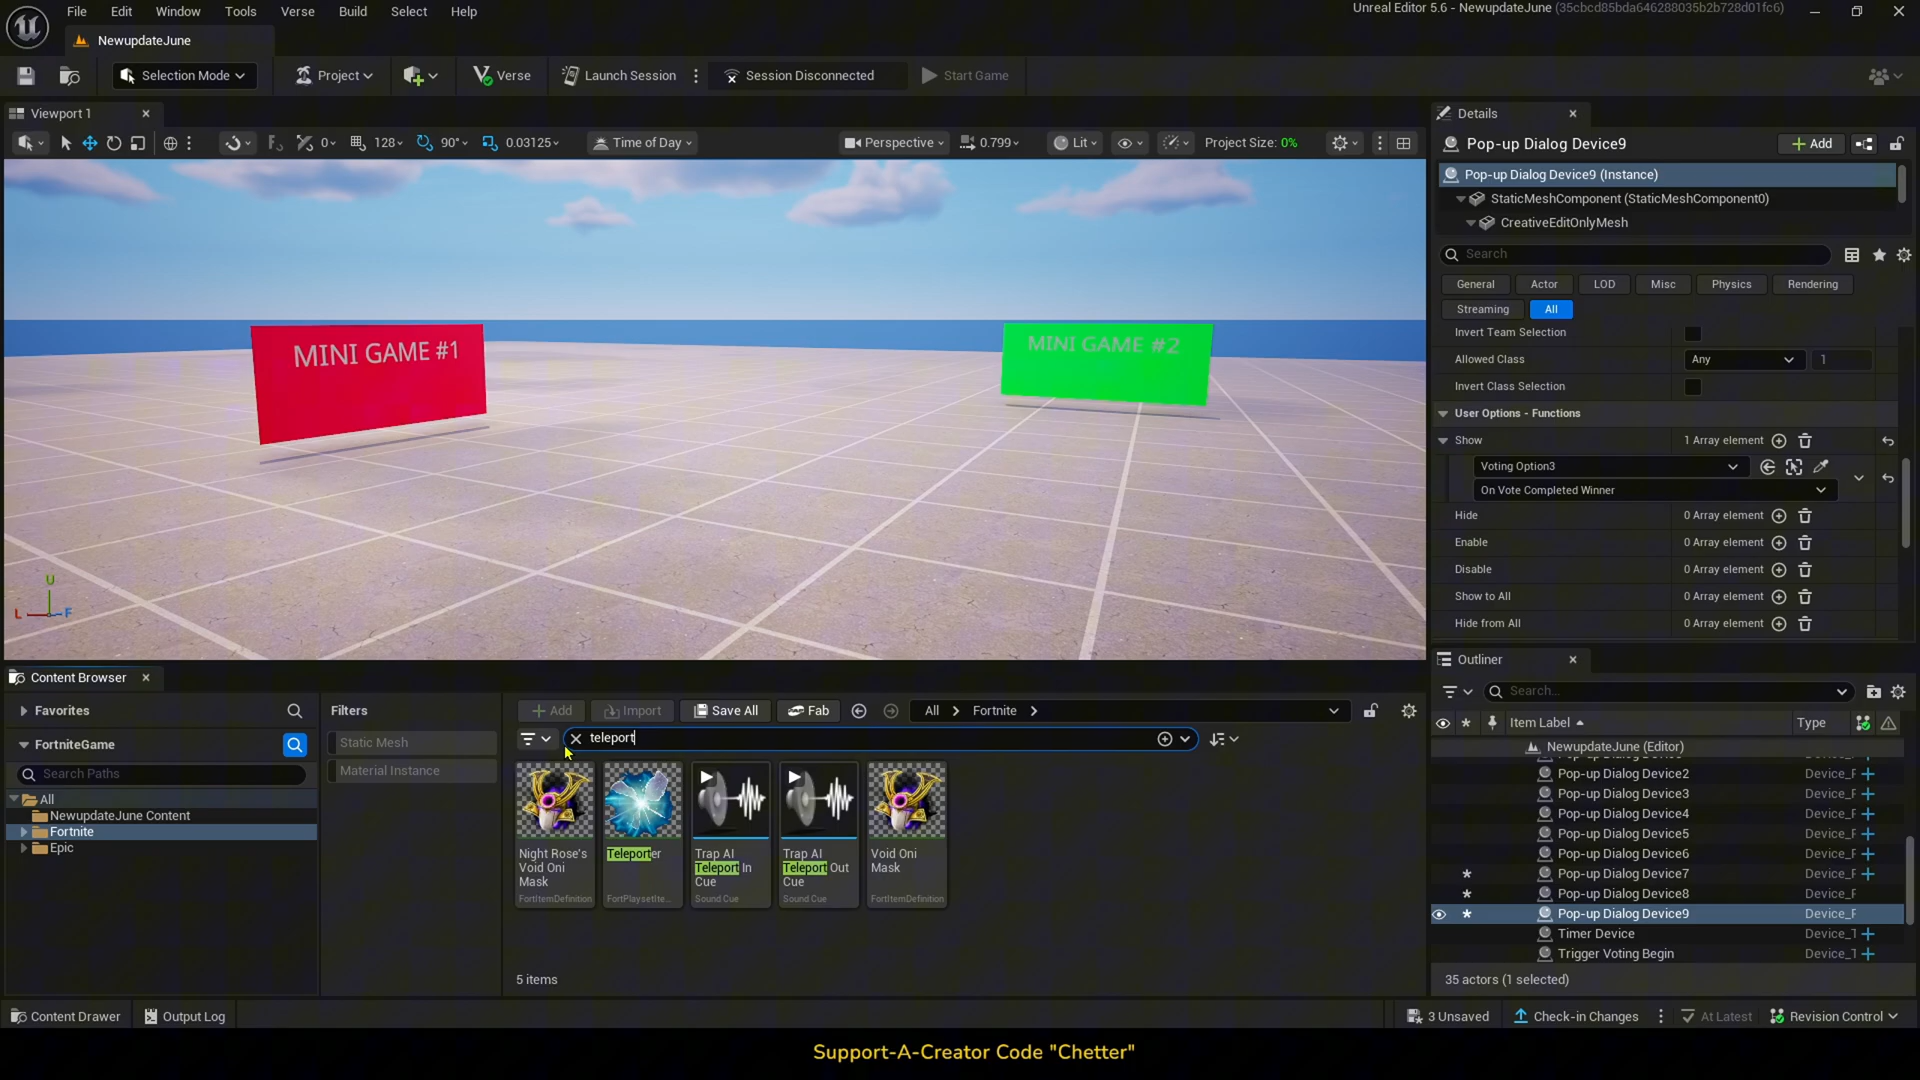 File Edit Window Tools Verse Build Select Help
Unreal Editor 5.6 - NewupdateJune (35cbcd85bda646288035b2b728d01fc6)
NewupdateJune
Selection Mode Project Verse Launch Session Session Disconnected Start Game
Viewport 1
0 128 90° 0.03125 Time of Day Perspective 0.799 Lit Project Size: 0%
MINI GAME #1
MINI GAME #2
U
L F
Details
Pop-up Dialog Device9 Add
Pop-up Dialog Device9 (Instance)
StaticMeshComponent (StaticMeshComponent0)
CreativeEditOnlyMesh
Search
General Actor LOD Misc Physics Rendering
Streaming All
Invert Team Selection
Allowed Class Any 1
Invert Class Selection
User Options - Functions
Show 1 Array element
Voting Option3
On Vote Completed Winner
Hide 0 Array element
Enable 0 Array element
Disable 0 Array element
Show to All 0 Array element
Hide from All 0 Array element
Outliner
Search...
Item Label Type
NewupdateJune (Editor)
Pop-up Dialog Device2 Device_F
Pop-up Dialog Device3 Device_F
Pop-up Dialog Device4 Device_F
Pop-up Dialog Device5 Device_F
Pop-up Dialog Device6 Device_F
Pop-up Dialog Device7 Device_F
Pop-up Dialog Device8 Device_F
Pop-up Dialog Device9 Device_F
Timer Device Device_T
Trigger Voting Begin Device_T
35 actors (1 selected)
Content Browser
Favorites
FortniteGame
Search Paths
All
NewupdateJune Content
Fortnite
Epic
Filters
Static Mesh
Material Instance
Add Import Save All Fab All Fortnite
teleport
Night Rose's
Void Oni
Mask
FortItemDefinition
Teleporter
FortPlaysetIte...
Trap AI
Teleport In
Cue
Sound Cue
Trap AI
Teleport Out
Cue
Sound Cue
Void Oni
Mask
FortItemDefinition
5 items
Content Drawer Output Log 3 Unsaved Check-in Changes At Latest Revision Control
Support-A-Creator Code "Chetter"